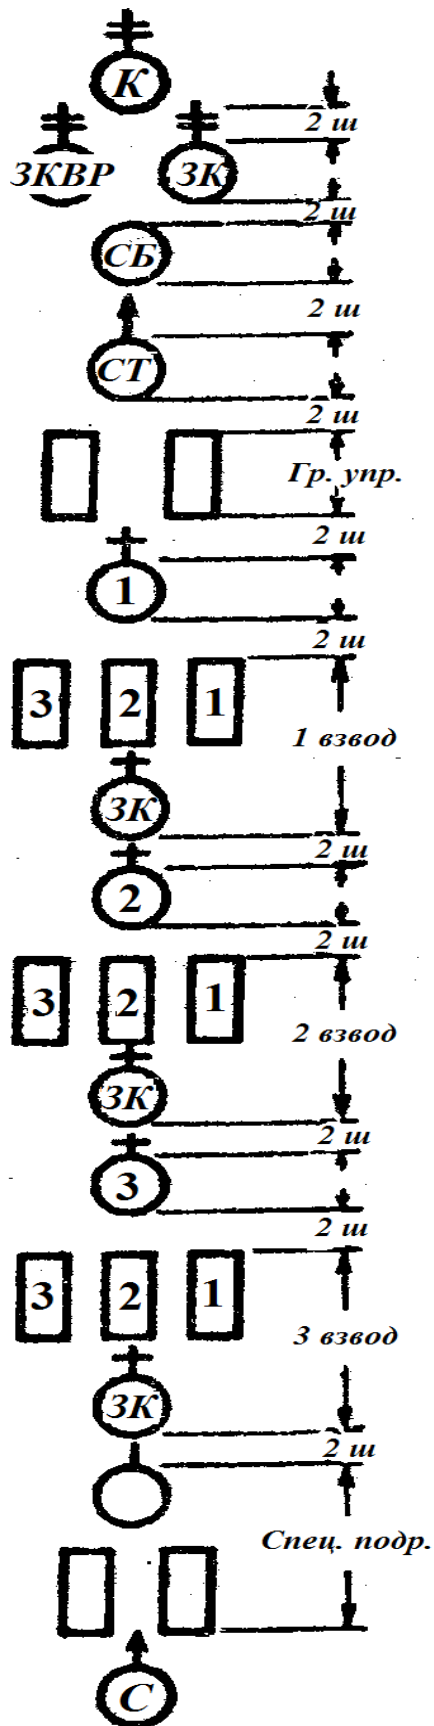 К
2 ш
ЗКВР ЗК
2 ш
СБ
2 ш
СТ
2 ш
Гр. упр.
2 ш
1
2 ш
3 2 1
1 взвод
ЗК
2 ш
2
2 ш
3 2 1
2 взвод
ЗК
2 ш
3
2 ш
3 2 1
3 взвод
ЗК
2 ш
Спец. подр.
С